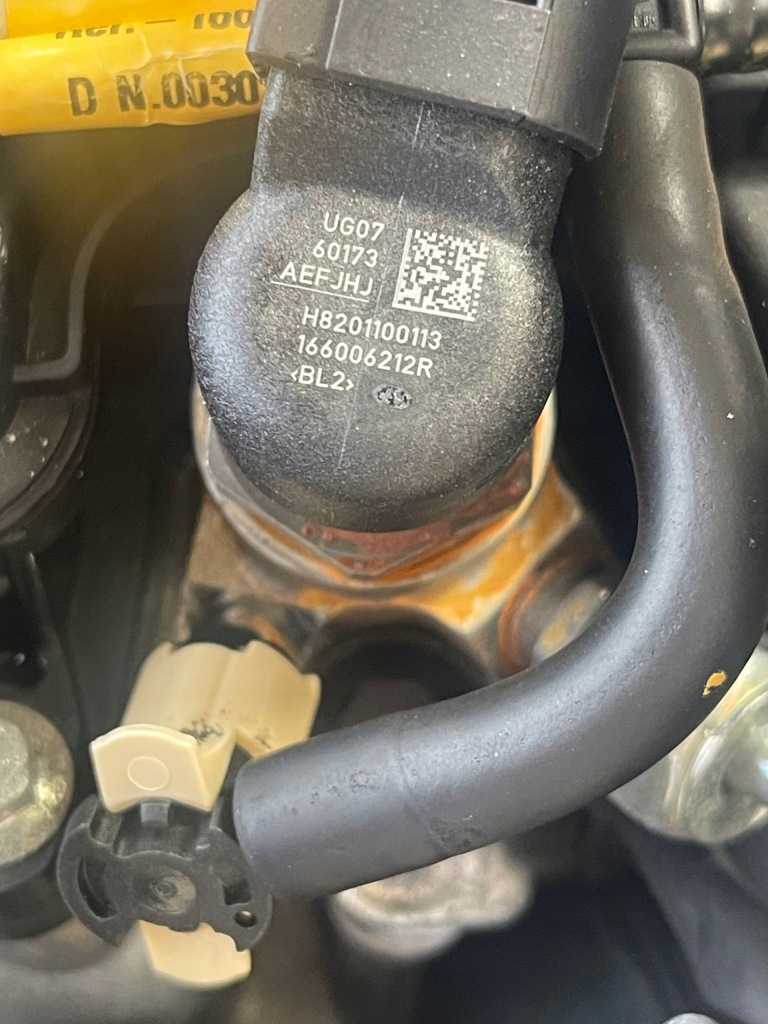 D N.0030
UG07
60173
AEFJHJ
H8201100113
166006212R
<BL2>